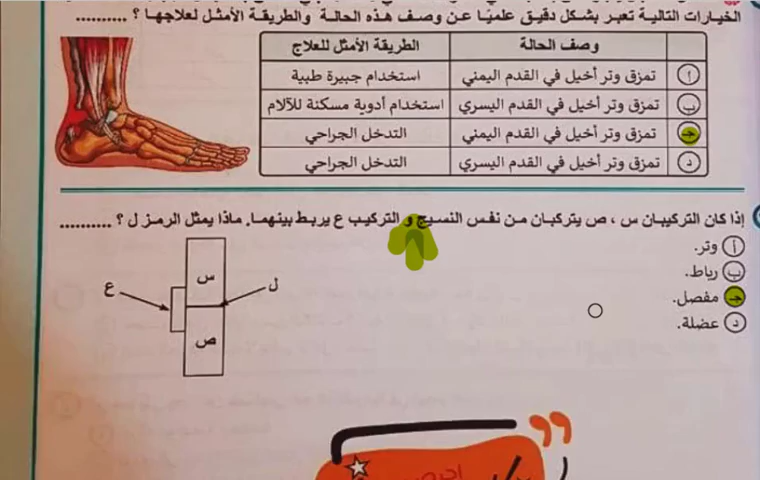 الخيارات التالية تعبر بشكل دقيق علميًا عن وصف هذه الحالة والطريقة الأمثل لعلاجها ؟ ..........
وصف الحالة الطريقة الأمثل للعلاج
أ تمزق وتر أخيل في القدم اليمني استخدام جبيرة طبية
ب تمزق وتر أخيل في القدم اليسري استخدام أدوية مسكنة للآلام
جـ تمزق وتر أخيل في القدم اليمني التدخل الجراحي
د تمزق وتر أخيل في القدم اليسري التدخل الجراحي
إذا كان التركيبان س ، ص يتركبان من نفس النسيج و التركيب ع يربط بينهما. ماذا يمثل الرمز ل ؟ ..........
أ وتر.
ب رباط.
جـ مفصل.
د عضلة.
س
ل
ع
ص